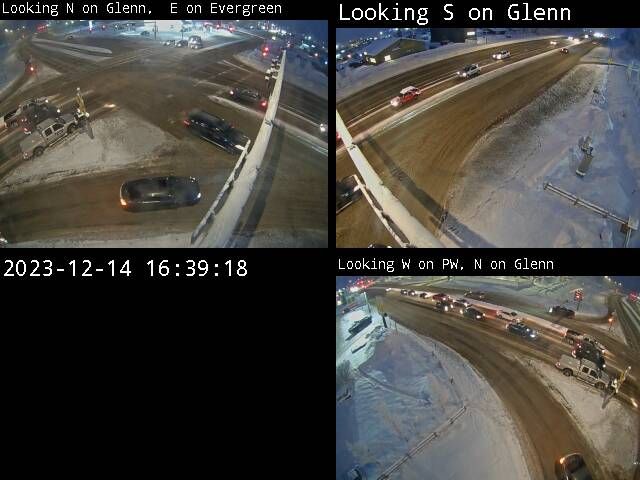 Looking N on Glenn,  E on Evergreen
Looking S on Glenn
2023-12-14 16:39:18
Looking W on PW, N on Glenn